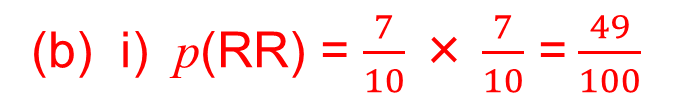 (b) i) p(RR) = 7/10 × 7/10 = 49/100